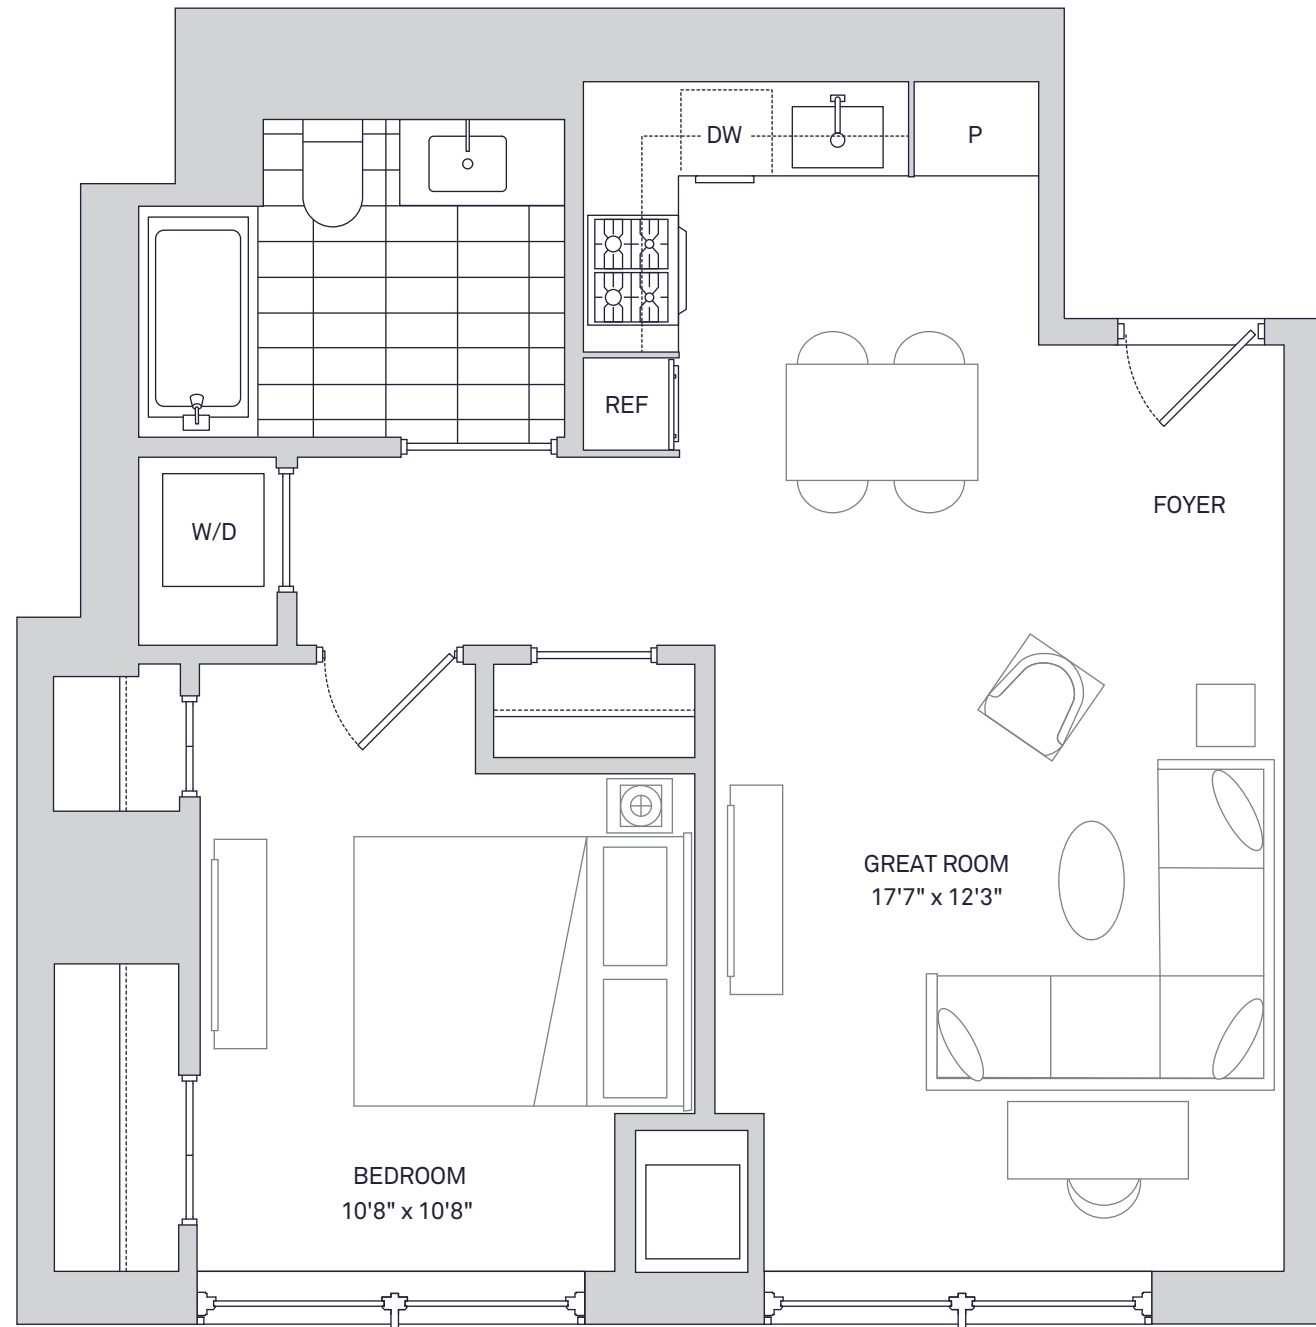 DW
P
REF
W/D
FOYER
GREAT ROOM
17'7" x 12'3"
BEDROOM
10'8" x 10'8"